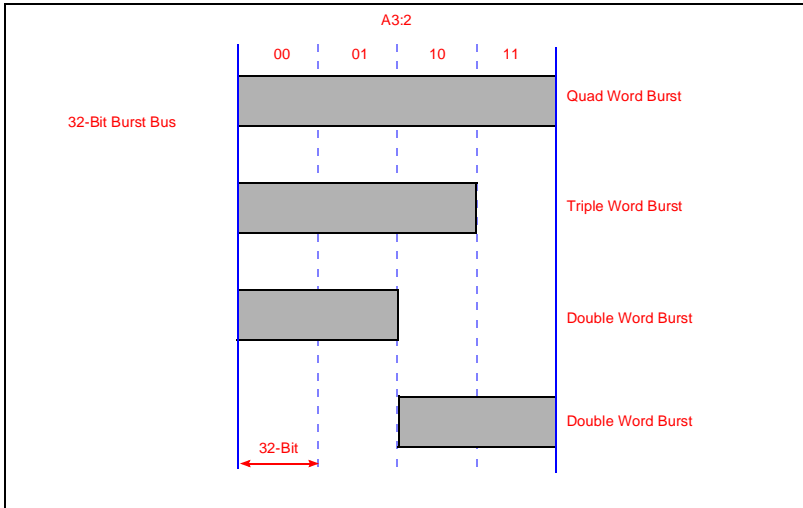 A3:2
00 01 10 11
Quad Word Burst
32-Bit Burst Bus
Triple Word Burst
Double Word Burst
Double Word Burst
32-Bit